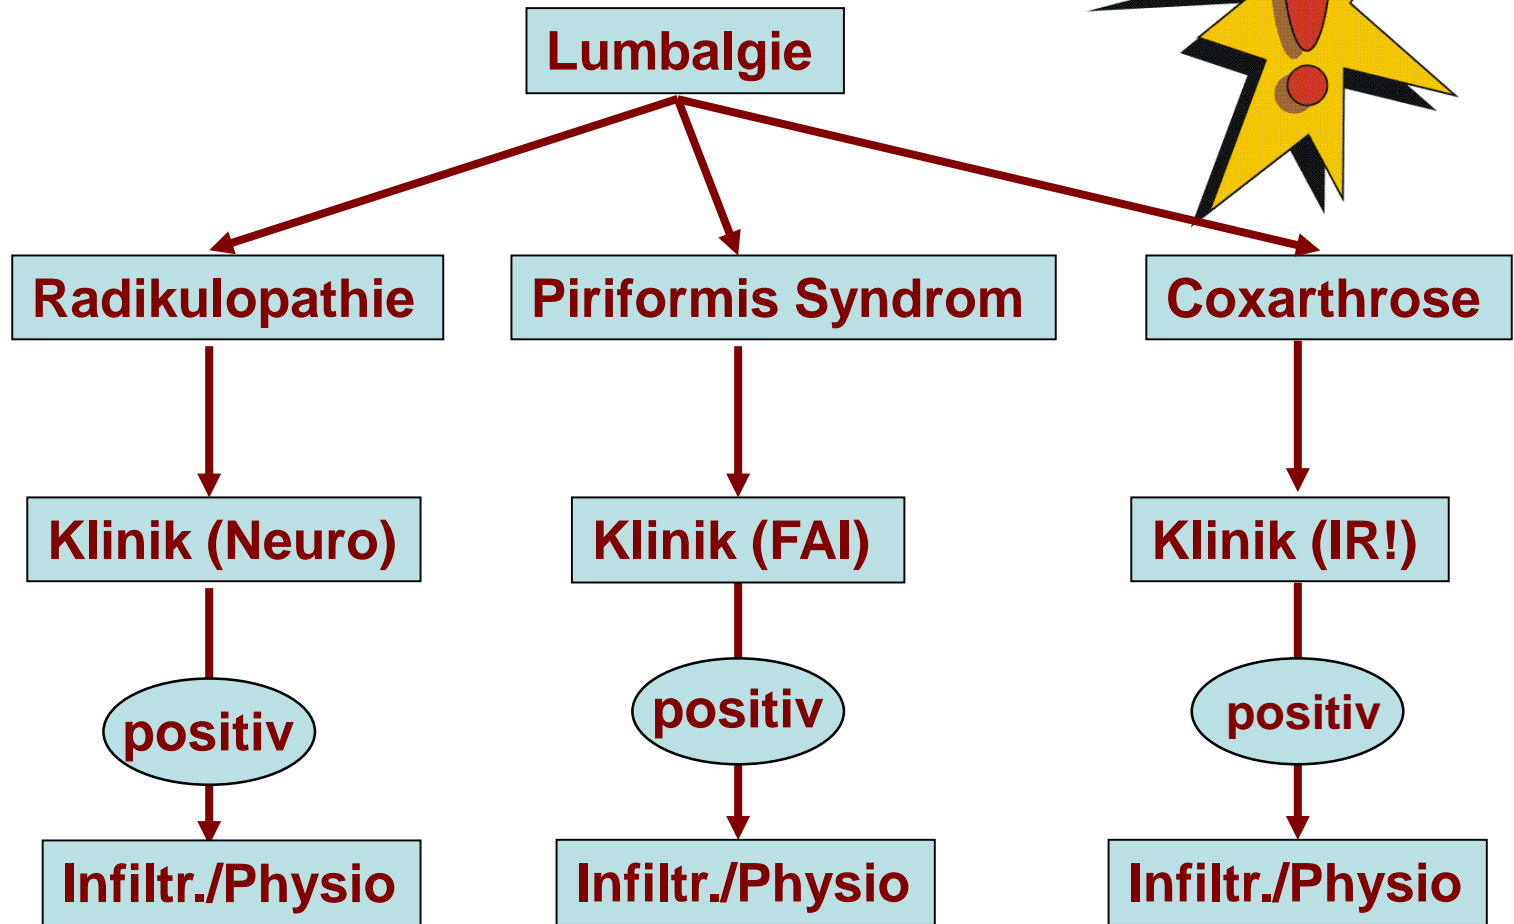 Lumbalgie
Radikulopathie
Piriformis Syndrom
Coxarthrose
Klinik (Neuro)
Klinik (FAI)
Klinik (IR!)
positiv
positiv
positiv
Infiltr./Physio
Infiltr./Physio
Infiltr./Physio